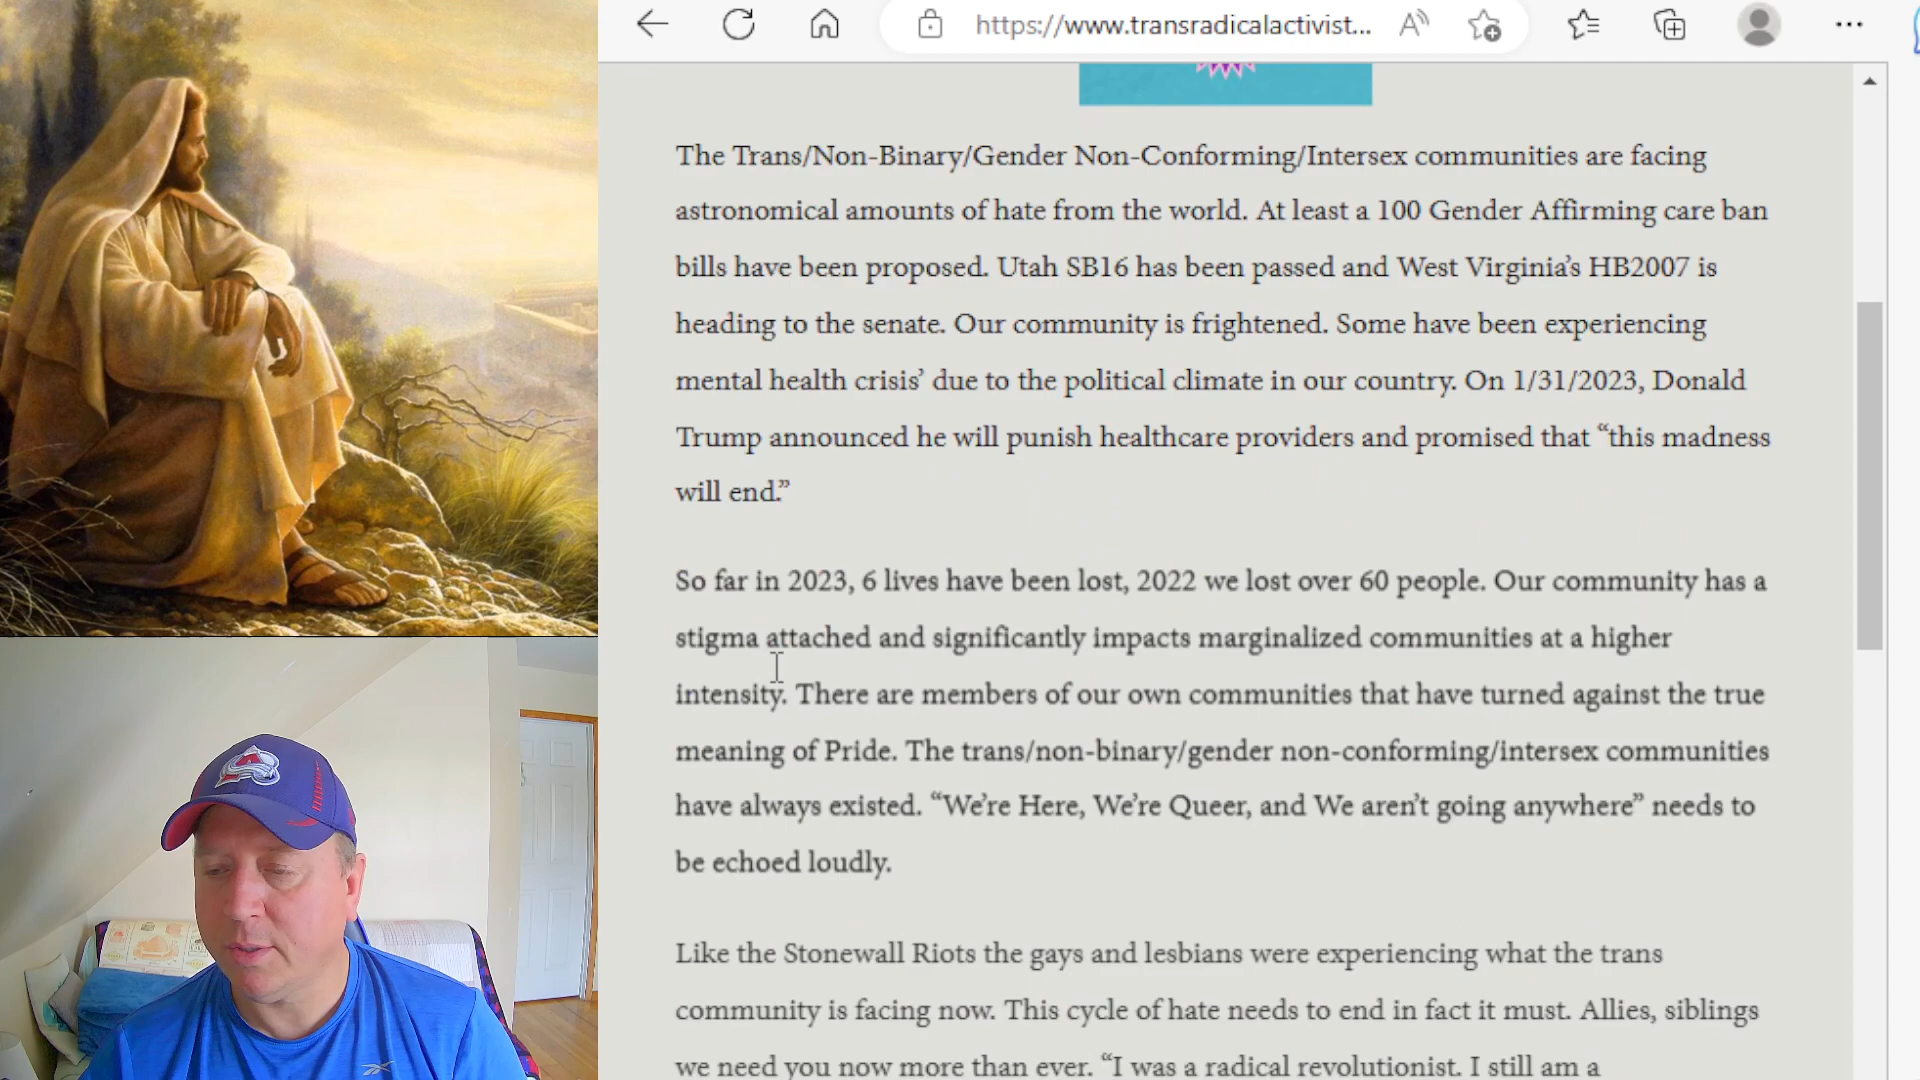 https://www.transradicalactivist...
The Trans/Non-Binary/Gender Non-Conforming/Intersex communities are facing
astronomical amounts of hate from the world. At least a 100 Gender Affirming care ban
bills have been proposed. Utah SB16 has been passed and West Virginia’s HB2007 is
heading to the senate. Our community is frightened. Some have been experiencing
mental health crisis’ due to the political climate in our country. On 1/31/2023, Donald
Trump announced he will punish healthcare providers and promised that “this madness
will end.”
So far in 2023, 6 lives have been lost, 2022 we lost over 60 people. Our community has a
stigma attached and significantly impacts marginalized communities at a higher
intensity. There are members of our own communities that have turned against the true
meaning of Pride. The trans/non-binary/gender non-conforming/intersex communities
have always existed. “We’re Here, We’re Queer, and We aren’t going anywhere” needs to
be echoed loudly.
Like the Stonewall Riots the gays and lesbians were experiencing what the trans
community is facing now. This cycle of hate needs to end in fact it must. Allies, siblings
we need you now more than ever. “I was a radical revolutionist. I still am a